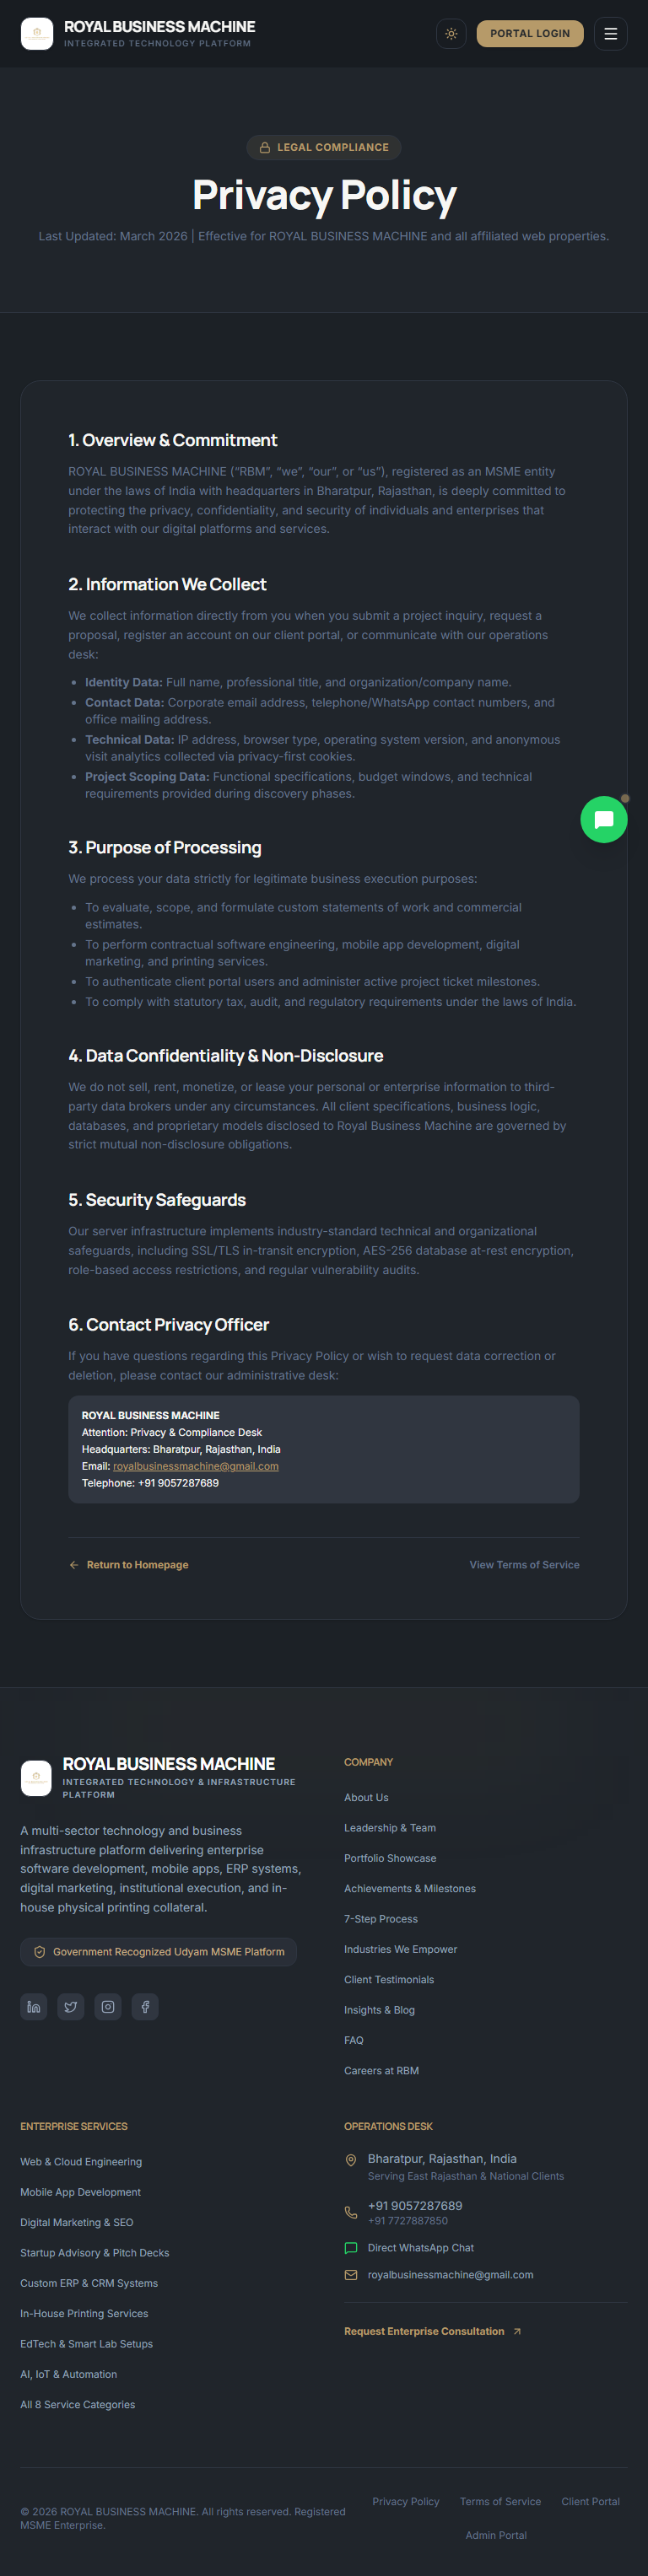 ROYAL BUSINESS MACHINE
INTEGRATED TECHNOLOGY PLATFORM
PORTAL LOGIN
LEGAL COMPLIANCE
Privacy Policy
Last Updated: March 2026 | Effective for ROYAL BUSINESS MACHINE and all affiliated web properties.
1. Overview & Commitment
ROYAL BUSINESS MACHINE (“RBM”, “we”, “our”, or “us”), registered as an MSME entity
under the laws of India with headquarters in Bharatpur, Rajasthan, is deeply committed to
protecting the privacy, confidentiality, and security of individuals and enterprises that
interact with our digital platforms and services.
2. Information We Collect
We collect information directly from you when you submit a project inquiry, request a
proposal, register an account on our client portal, or communicate with our operations
desk:
• Identity Data: Full name, professional title, and organization/company name.
• Contact Data: Corporate email address, telephone/WhatsApp contact numbers, and
office mailing address.
• Technical Data: IP address, browser type, operating system version, and anonymous
visit analytics collected via privacy-first cookies.
• Project Scoping Data: Functional specifications, budget windows, and technical
requirements provided during discovery phases.
3. Purpose of Processing
We process your data strictly for legitimate business execution purposes:
• To evaluate, scope, and formulate custom statements of work and commercial
estimates.
• To perform contractual software engineering, mobile app development, digital
marketing, and printing services.
• To authenticate client portal users and administer active project ticket milestones.
• To comply with statutory tax, audit, and regulatory requirements under the laws of India.
4. Data Confidentiality & Non-Disclosure
We do not sell, rent, monetize, or lease your personal or enterprise information to third-
party data brokers under any circumstances. All client specifications, business logic,
databases, and proprietary models disclosed to Royal Business Machine are governed by
strict mutual non-disclosure obligations.
5. Security Safeguards
Our server infrastructure implements industry-standard technical and organizational
safeguards, including SSL/TLS in-transit encryption, AES-256 database at-rest encryption,
role-based access restrictions, and regular vulnerability audits.
6. Contact Privacy Officer
If you have questions regarding this Privacy Policy or wish to request data correction or
deletion, please contact our administrative desk:
ROYAL BUSINESS MACHINE
Attention: Privacy & Compliance Desk
Headquarters: Bharatpur, Rajasthan, India
Email: royalbusinessmachine@gmail.com
Telephone: +91 9057287689
← Return to Homepage
View Terms of Service
ROYAL BUSINESS MACHINE
INTEGRATED TECHNOLOGY & INFRASTRUCTURE
PLATFORM
A multi-sector technology and business
infrastructure platform delivering enterprise
software development, mobile apps, ERP systems,
digital marketing, institutional execution, and in-
house physical printing collateral.
Government Recognized Udyam MSME Platform
COMPANY
About Us
Leadership & Team
Portfolio Showcase
Achievements & Milestones
7-Step Process
Industries We Empower
Client Testimonials
Insights & Blog
FAQ
Careers at RBM
ENTERPRISE SERVICES
Web & Cloud Engineering
Mobile App Development
Digital Marketing & SEO
Startup Advisory & Pitch Decks
Custom ERP & CRM Systems
In-House Printing Services
EdTech & Smart Lab Setups
AI, IoT & Automation
All 8 Service Categories
OPERATIONS DESK
Bharatpur, Rajasthan, India
Serving East Rajasthan & National Clients
+91 9057287689
+91 7727887850
Direct WhatsApp Chat
royalbusinessmachine@gmail.com
Request Enterprise Consultation
© 2026 ROYAL BUSINESS MACHINE. All rights reserved. Registered
MSME Enterprise.
Privacy Policy
Terms of Service
Client Portal
Admin Portal